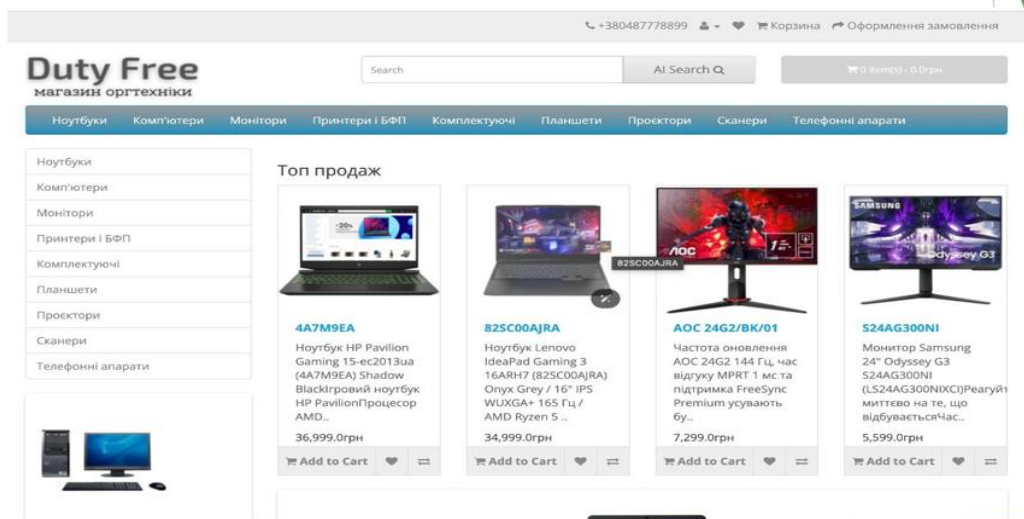 +380487778899 Корзина Оформлення замовлення
Duty Free
магазин оргтехніки
Search
AI Search
0 item(s) - 0.0грн
Ноутбуки Комп'ютери Монітори Принтери і БФП Комплектуючі Планшети Проєктори Сканери Телефонні апарати
Ноутбуки
Комп'ютери
Монітори
Принтери і БФП
Комплектуючі
Планшети
Проєктори
Сканери
Телефонні апарати
Топ продаж
-20%
4A7M9EA
Ноутбук HP Pavilion
Gaming 15-ec2013ua
(4A7M9EA) Shadow
BlackІгровий ноутбук
HP PavilionПроцесор
AMD..
36,999.0грн
Add to Cart
82SC00AJRA
82SC00AJRA
Ноутбук Lenovo
IdeaPad Gaming 3
16ARH7 (82SC00AJRA)
Onyx Grey / 16" IPS
WUXGA+ 165 Гц /
AMD Ryzen 5 ..
34,999.0грн
Add to Cart
AOC
AOC 24G2/BK/01
Частота оновлення
AOC 24G2 144 Гц, час
відгуку MPRT 1 мс та
підтримка FreeSync
Premium усувають
бу..
7,299.0грн
Add to Cart
SAMSUNG
Odyssey G3
S24AG300NI
Монитор Samsung
24" Odyssey G3
S24AG300NI
(LS24AG300NIXCI)Реагуйт
миттєво на те, що
відбуваєтьсяЧас..
5,599.0грн
Add to Cart